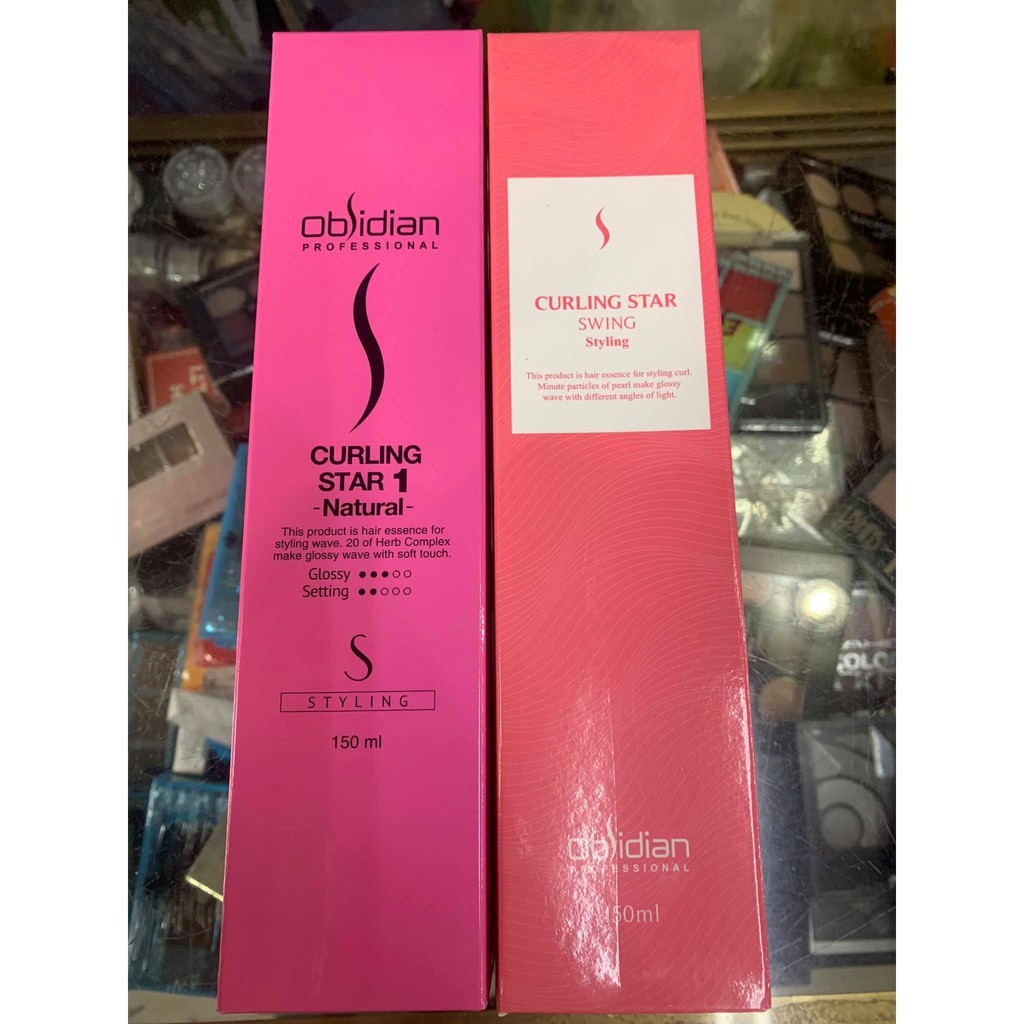 Obsidian
PROFESSIONAL
CURLING
STAR 1
-Natural-
This product is hair essence for
styling wave. 20 of Herb Complex
make glossy wave with soft touch.
Glossy
Setting
S
STYLING
150 ml
CURLING STAR
SWING
Styling
This product is hair essence for styling curl.
Minute particles of pearl make glossy
wave with different angles of light.
Obsidian
PROFESSIONAL
150ml